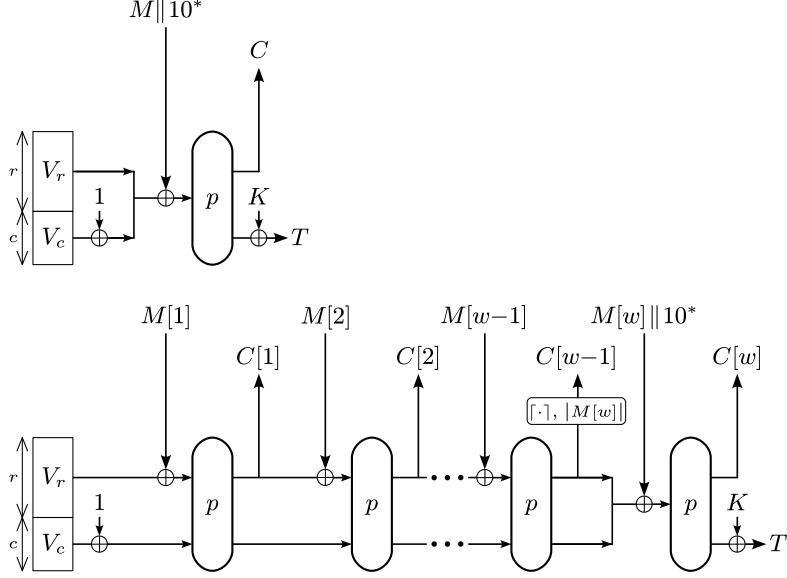 M∥10*
C
r
V_r
1
p
K
c
V_c
T
M[1]
M[2]
M[w−1]
M[w]∥10*
C[1]
C[2]
C[w−1]
C[w]
⌈·⌉, |M[w]|
r
V_r
1
p
p
p
p
K
c
V_c
T